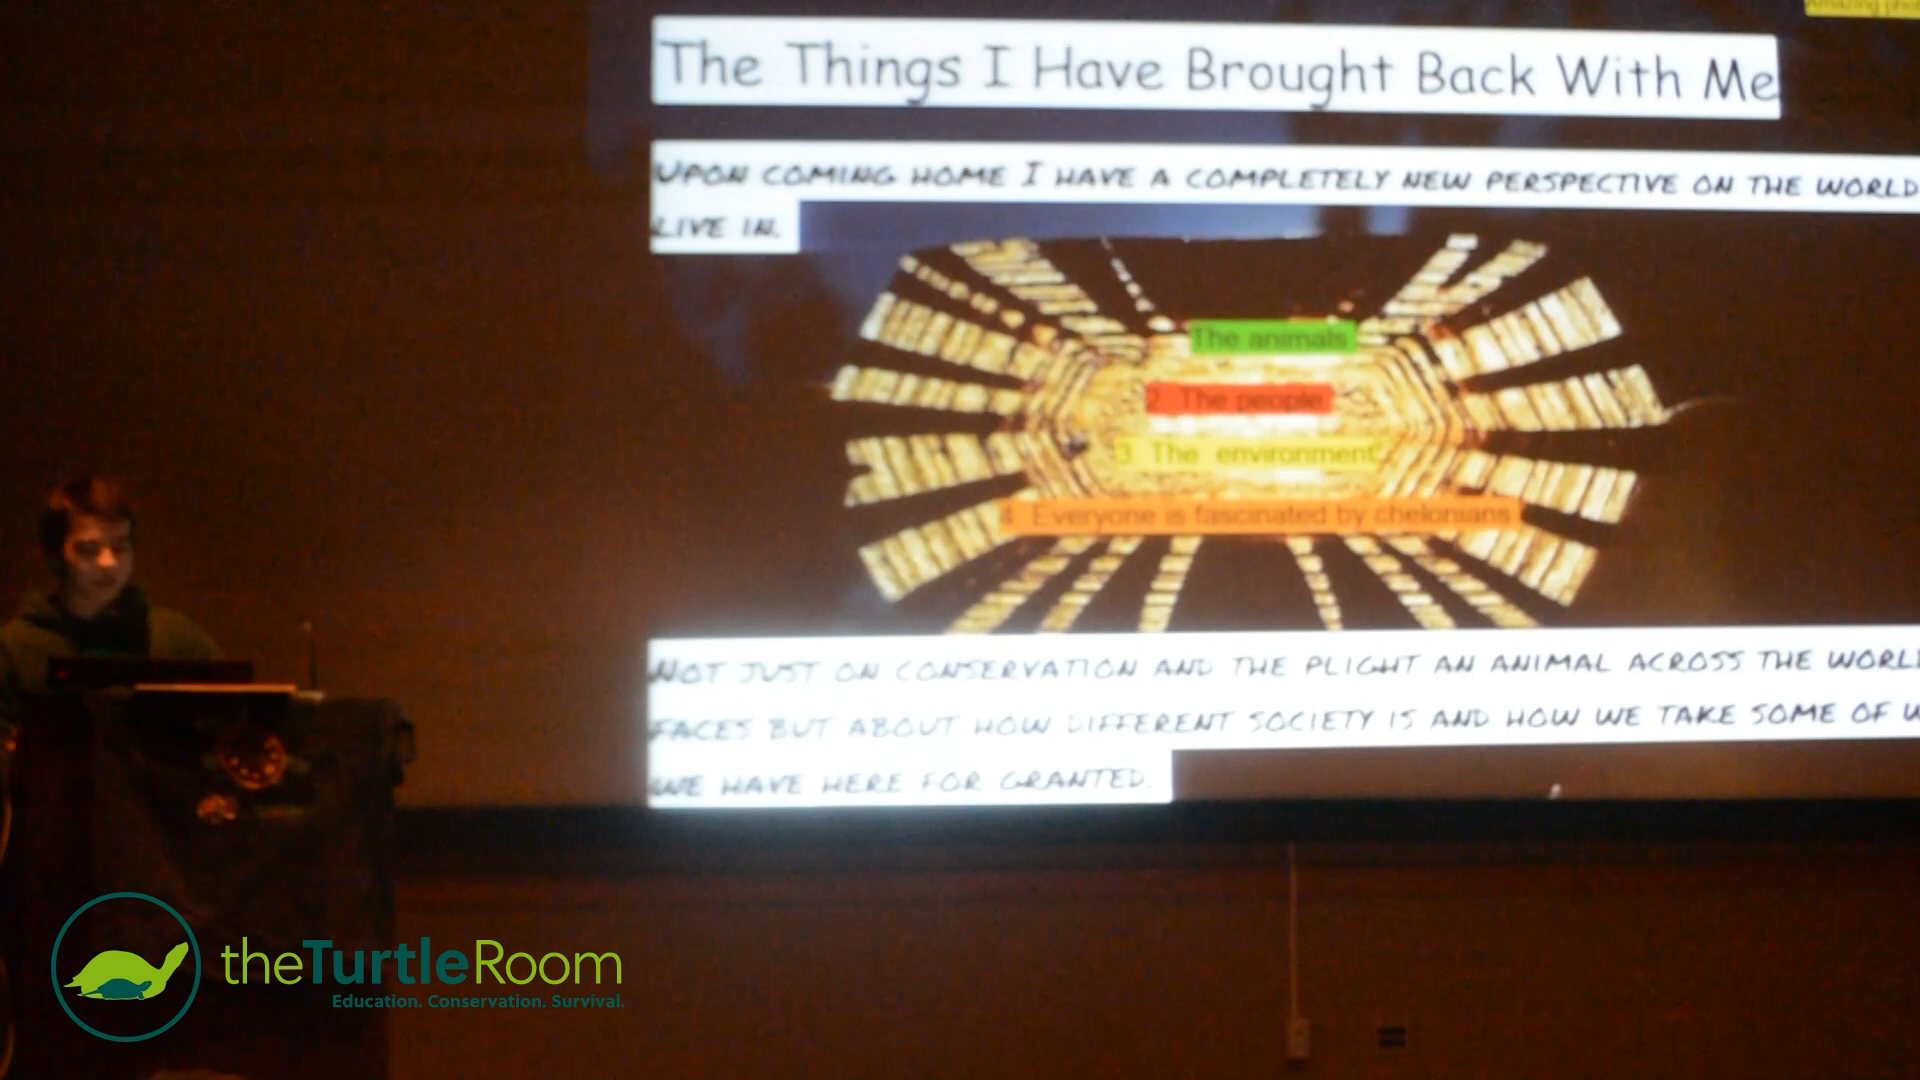 Amazing
The Things I Have Brought Back With Me
UPON COMING HOME I HAVE A COMPLETELY NEW PERSPECTIVE ON THE WORLD
LIVE IN.
The animals
2. The people
3. The environment
4. Everyone is fascinated by chelonians
NOT JUST ON CONSERVATION AND THE PLIGHT AN ANIMAL ACROSS THE WORLD
FACES BUT ABOUT HOW DIFFERENT SOCIETY IS AND HOW WE TAKE SOME OF
WE HAVE HERE FOR GRANTED.
theTurtleRoom
Education. Conservation. Survival.